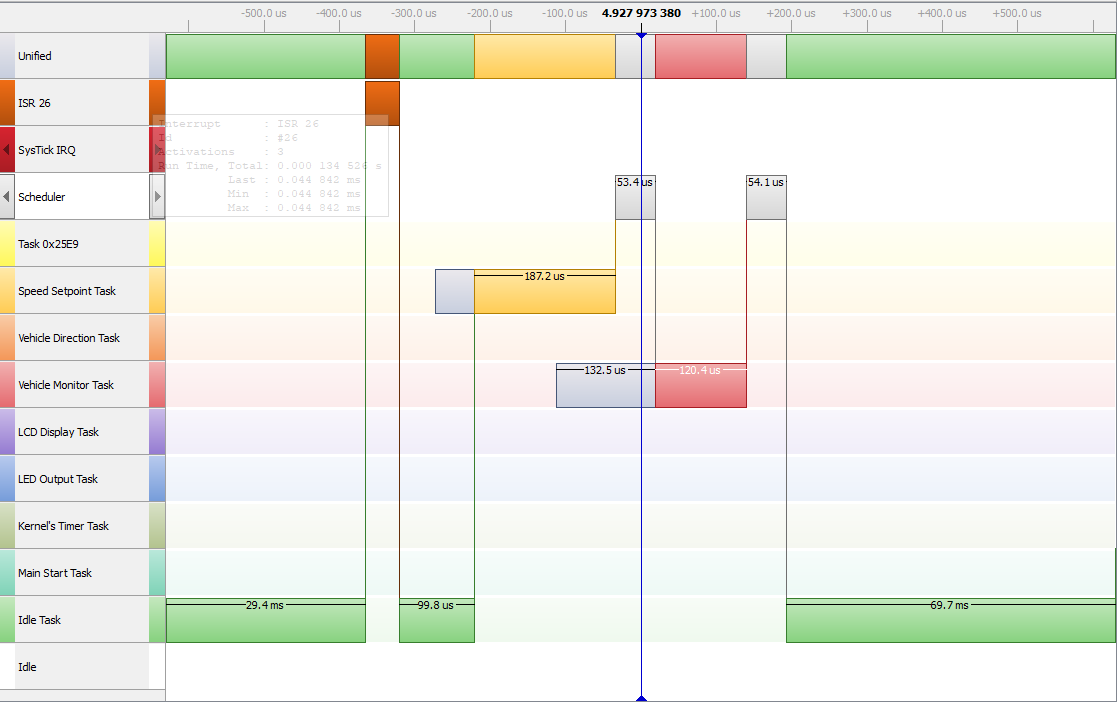 -500.0 us -400.0 us -300.0 us -200.0 us -100.0 us 4.927 973 380 +100.0 us +200.0 us +300.0 us +400.0 us +500.0 us
Unified
ISR 26
Interrupt : ISR 26
Id : #26
Activations : 3
Run Time, Total: 0.000 134 526 s
Last : 0.044 842 ms
Min : 0.044 842 ms
Max : 0.044 842 ms
SysTick IRQ
Scheduler
53.4 us
54.1 us
Task 0x25E9
Speed Setpoint Task
187.2 us
Vehicle Direction Task
Vehicle Monitor Task
132.5 us
120.4 us
LCD Display Task
LED Output Task
Kernel's Timer Task
Main Start Task
Idle Task
29.4 ms
99.8 us
69.7 ms
Idle